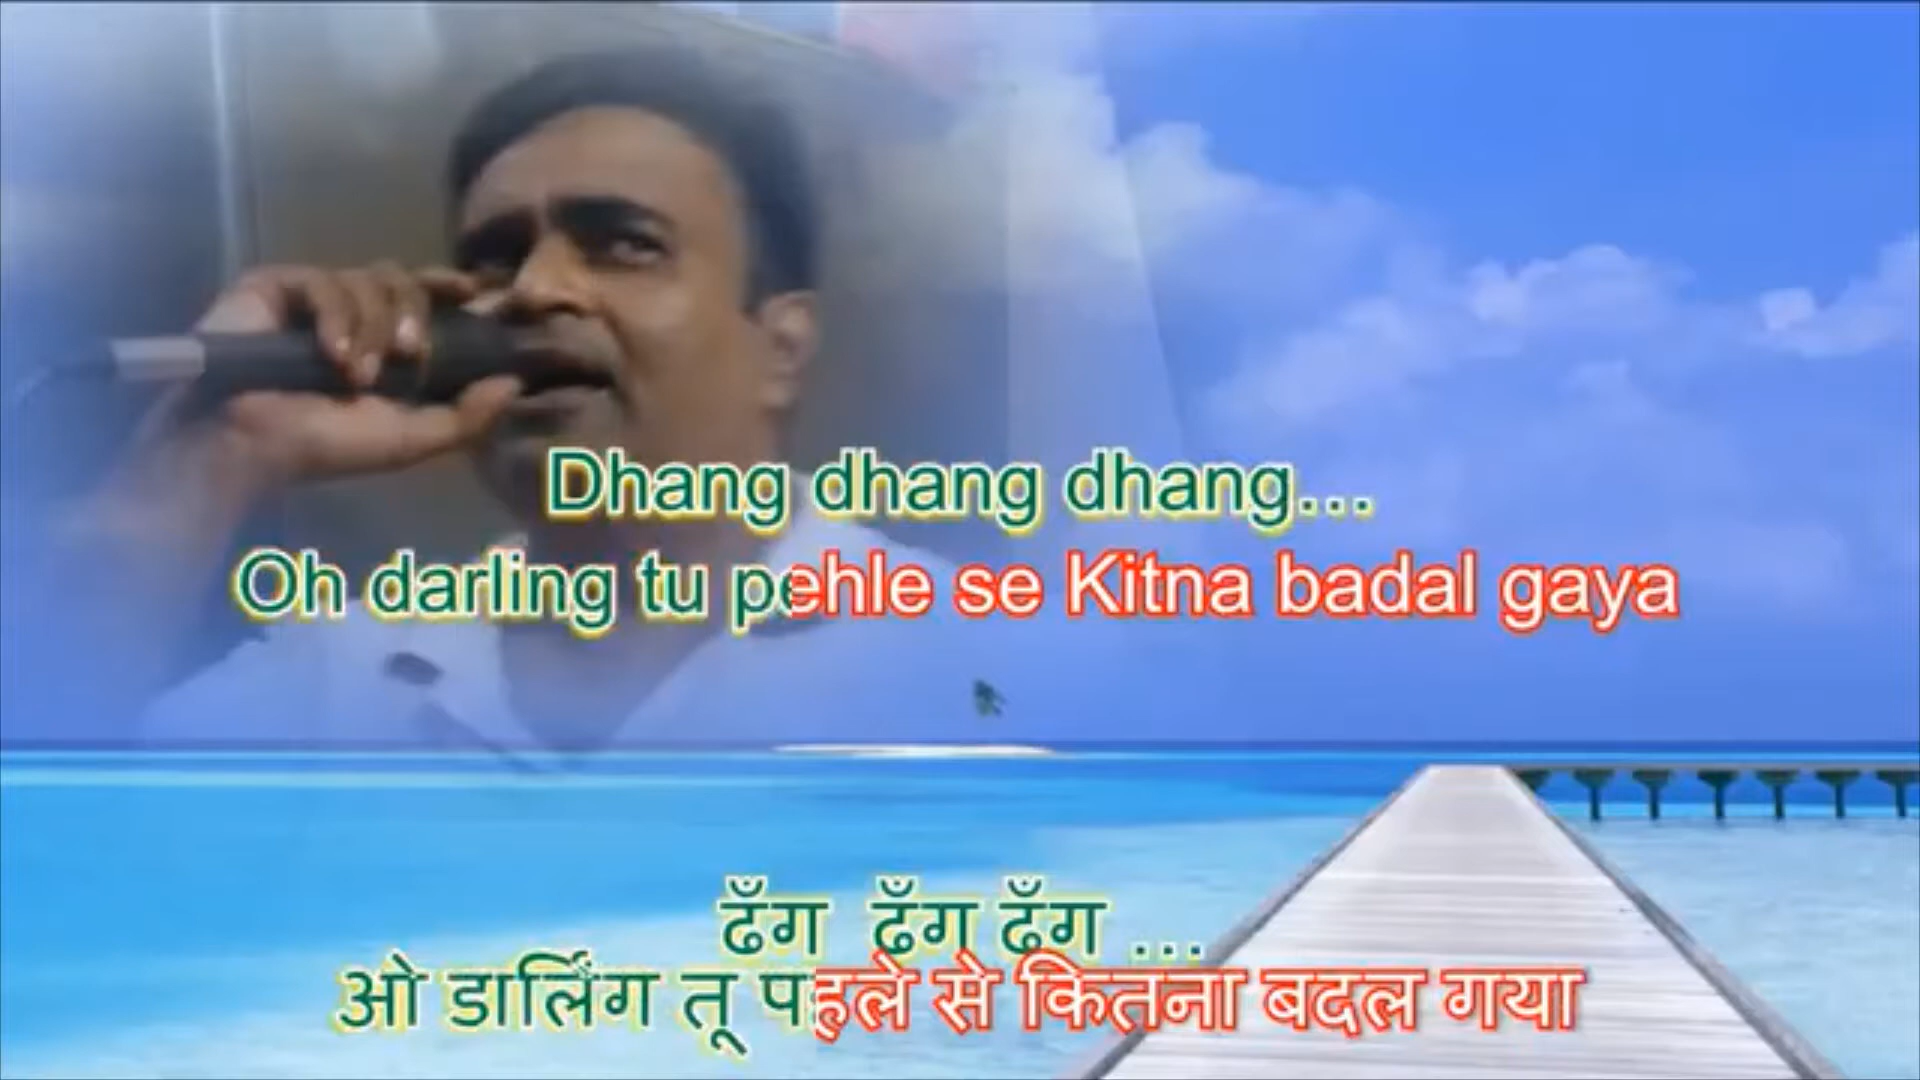 Dhang dhang dhang...
Oh darling tu pehle se Kitna badal gaya
ढँग ढँग ढँग ...
ओ डार्लिंग तू पहले से कितना बदल गया